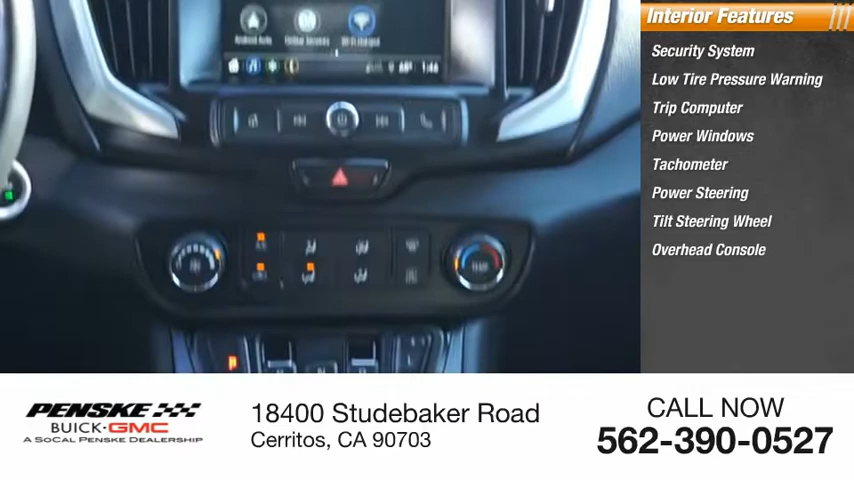 Interior Features
Security System
Low Tire Pressure Warning
Trip Computer
Power Windows
Tachometer
Power Steering
Tilt Steering Wheel
Overhead Console
Android Auto
1:44
PENSKE
BUICK·GMC
A SOCAL PENSKE DEALERSHIP
18400 Studebaker Road
Cerritos, CA 90703
CALL NOW
562-390-0527